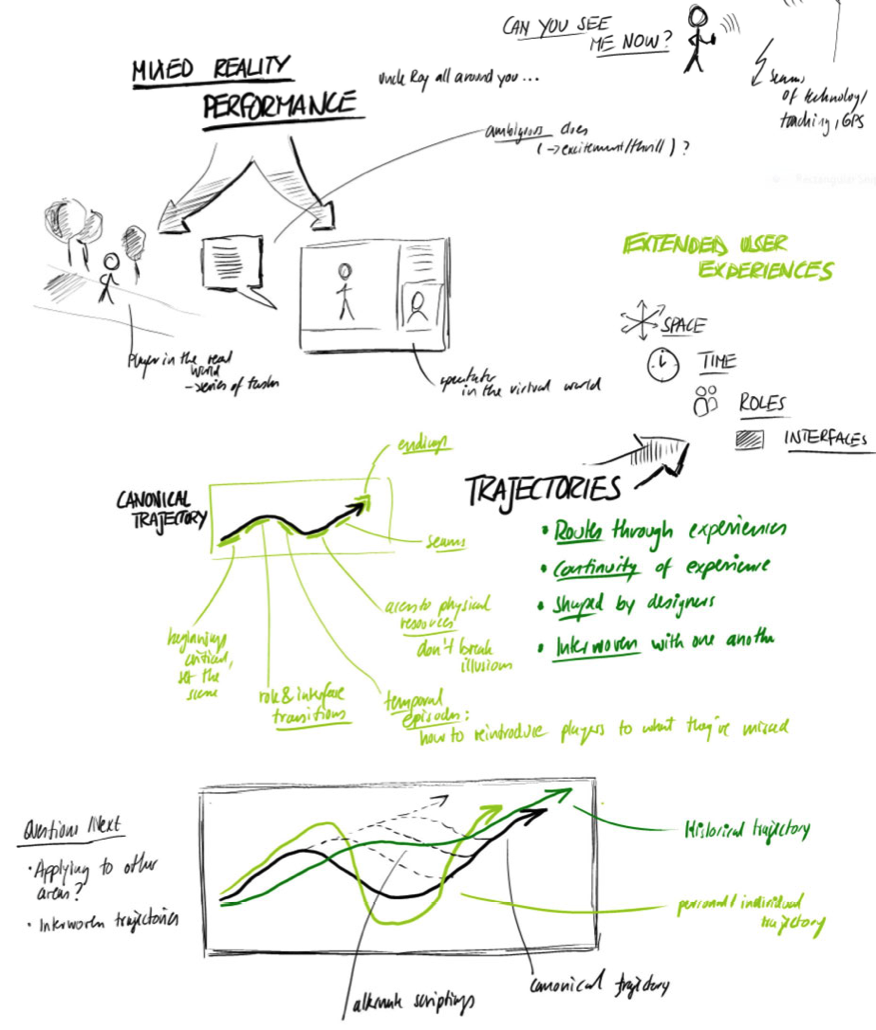 CAN YOU SEE
ME NOW?
MIXED REALITY
PERFORMANCE
uncle Roy all around you...
seams
of technology/
tracking, GPS
ambiguous clues
(→excitement/thrill)?
EXTENDED USER
EXPERIENCES
SPACE
TIME
ROLES
INTERFACES
Player in the real
world
→series of tasks
spectator
in the virtual world
endings
CANONICAL
TRAJECTORY
TRAJECTORIES
seams
• Routes through experiences
• Continuity of experience
• Shaped by designers
• Interwoven with one anothe
access to physical
resources
don't break
illusions
beginnings
critical,
set the
scene
role & interface
transitions
temporal
episodes:
how to reintroduce players to what they've missed
Questions/Next
• Applying to other
areas?
• Interwoven trajectories
Historical trajectory
personal/individual
trajectory
alternate scriptings
canonical trajectory